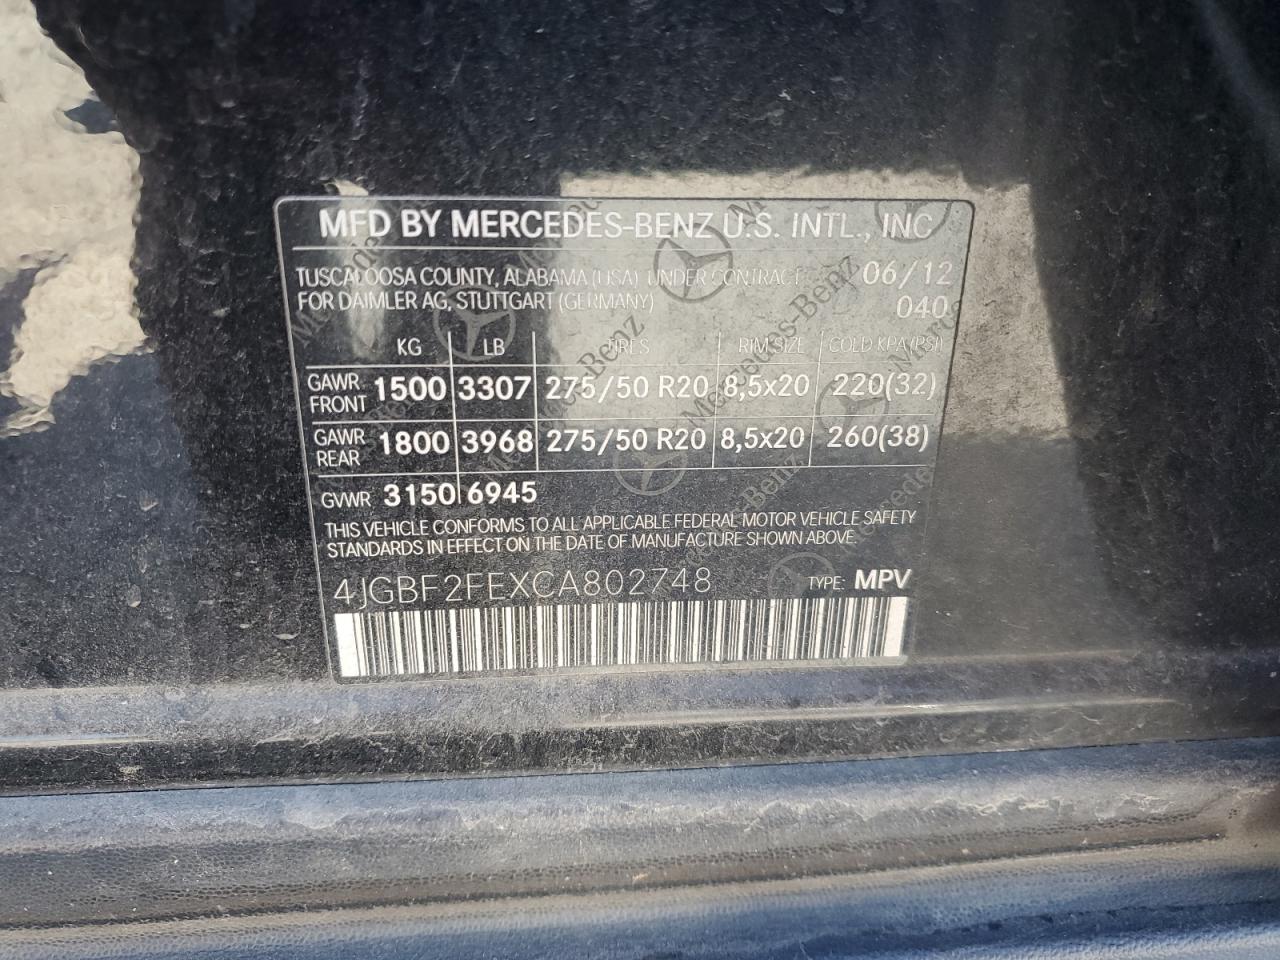 MFD BY MERCEDES-BENZ U.S. INTL., INC
TUSCALOOSA COUNTY, ALABAMA (USA) UNDER CONTRACT 06/12
FOR DAIMLER AG, STUTTGART (GERMANY) 040
KG LB TIRES RIM SIZE COLD KPA(PSI)
GAWR FRONT 1500 3307 275/50 R20 8,5x20 220(32)
GAWR REAR 1800 3968 275/50 R20 8,5x20 260(38)
GVWR 3150 6945
THIS VEHICLE CONFORMS TO ALL APPLICABLE FEDERAL MOTOR VEHICLE SAFETY
STANDARDS IN EFFECT ON THE DATE OF MANUFACTURE SHOWN ABOVE.
4JGBF2FEXCA802748 TYPE: MPV